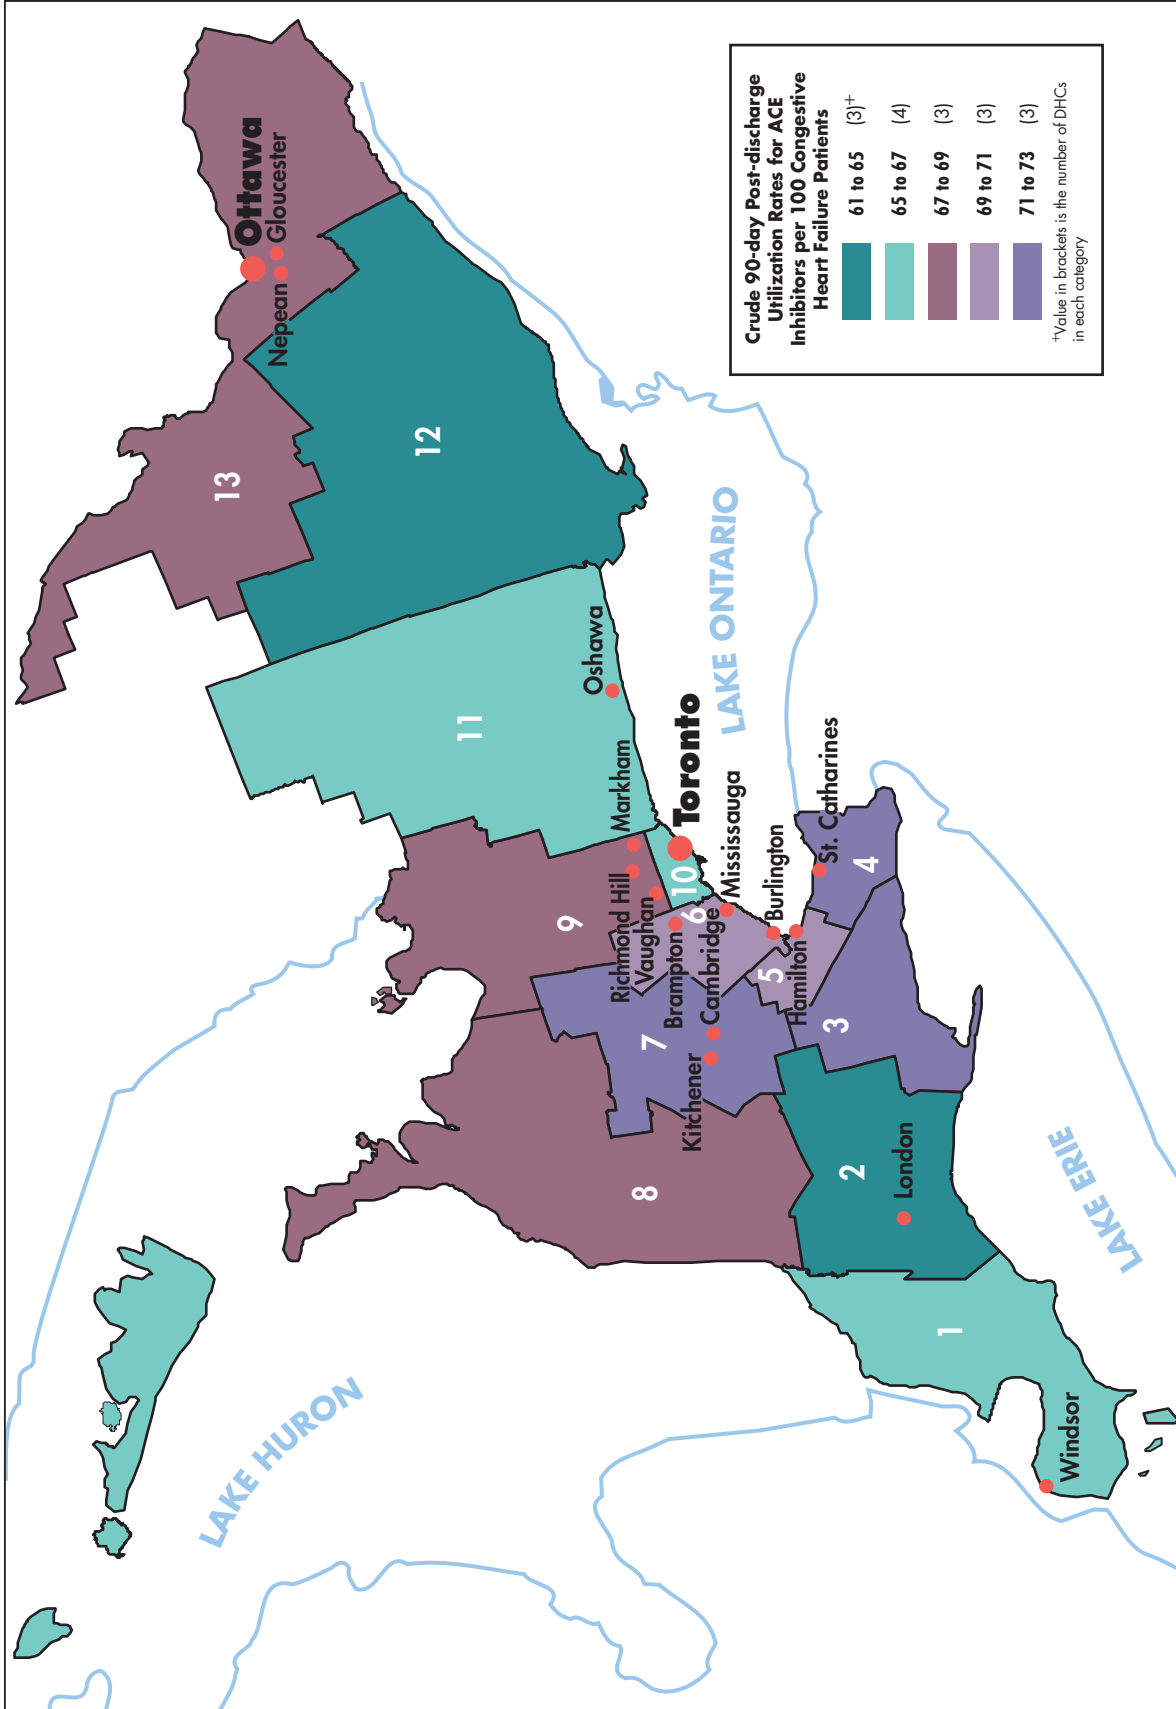 Ottawa
Gloucester
Nepean
13
12
11
Oshawa
LAKE ONTARIO
Markham
Toronto
Richmond Hill
Vaughan
9
10
6
Mississauga
Brampton
Cambridge
Burlington
St. Catharines
4
5
Hamilton
3
7
Kitchener
8
2
London
1
Windsor
LAKE HURON
LAKE ERIE
Crude 90-day Post-discharge
Utilization Rates for ACE
Inhibitors per 100 Congestive
Heart Failure Patients
61 to 65 (3)+
65 to 67 (4)
67 to 69 (3)
69 to 71 (3)
71 to 73 (3)
+Value in brackets is the number of DHCs
in each category